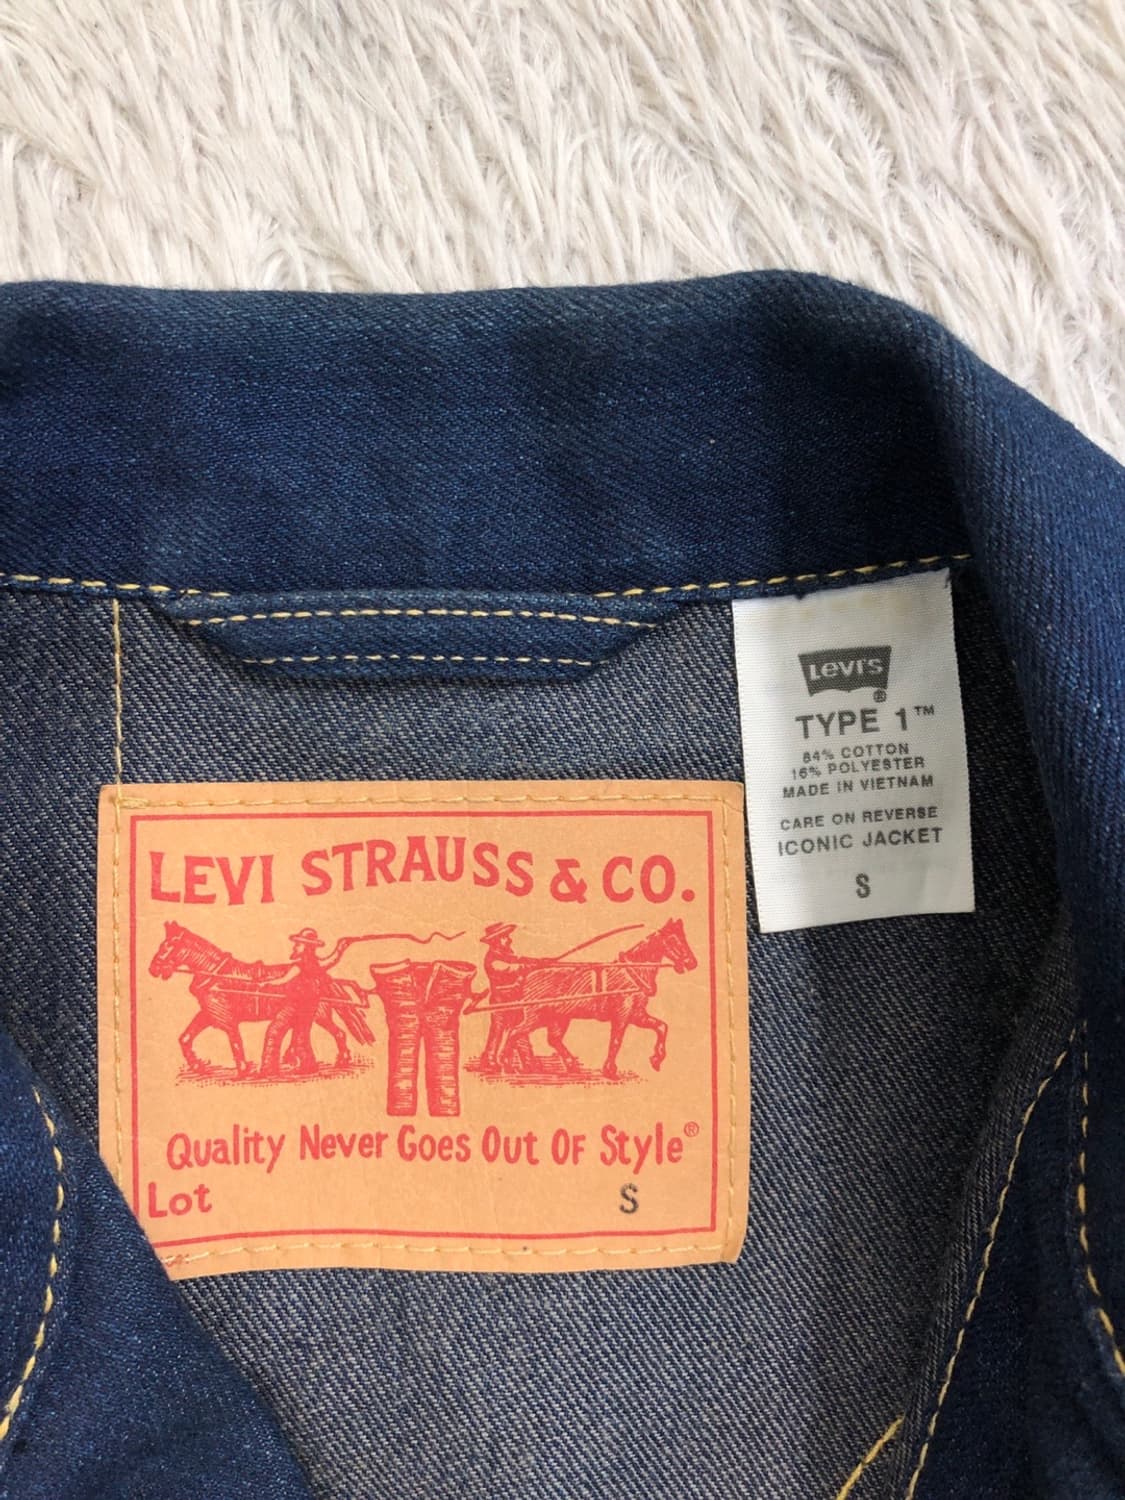 Levi's
®
TYPE 1™
84% COTTON
16% POLYESTER
MADE IN VIETNAM
CARE ON REVERSE
ICONIC JACKET
S
LEVI STRAUSS & CO.
Quality Never Goes Out Of Style®
Lot S